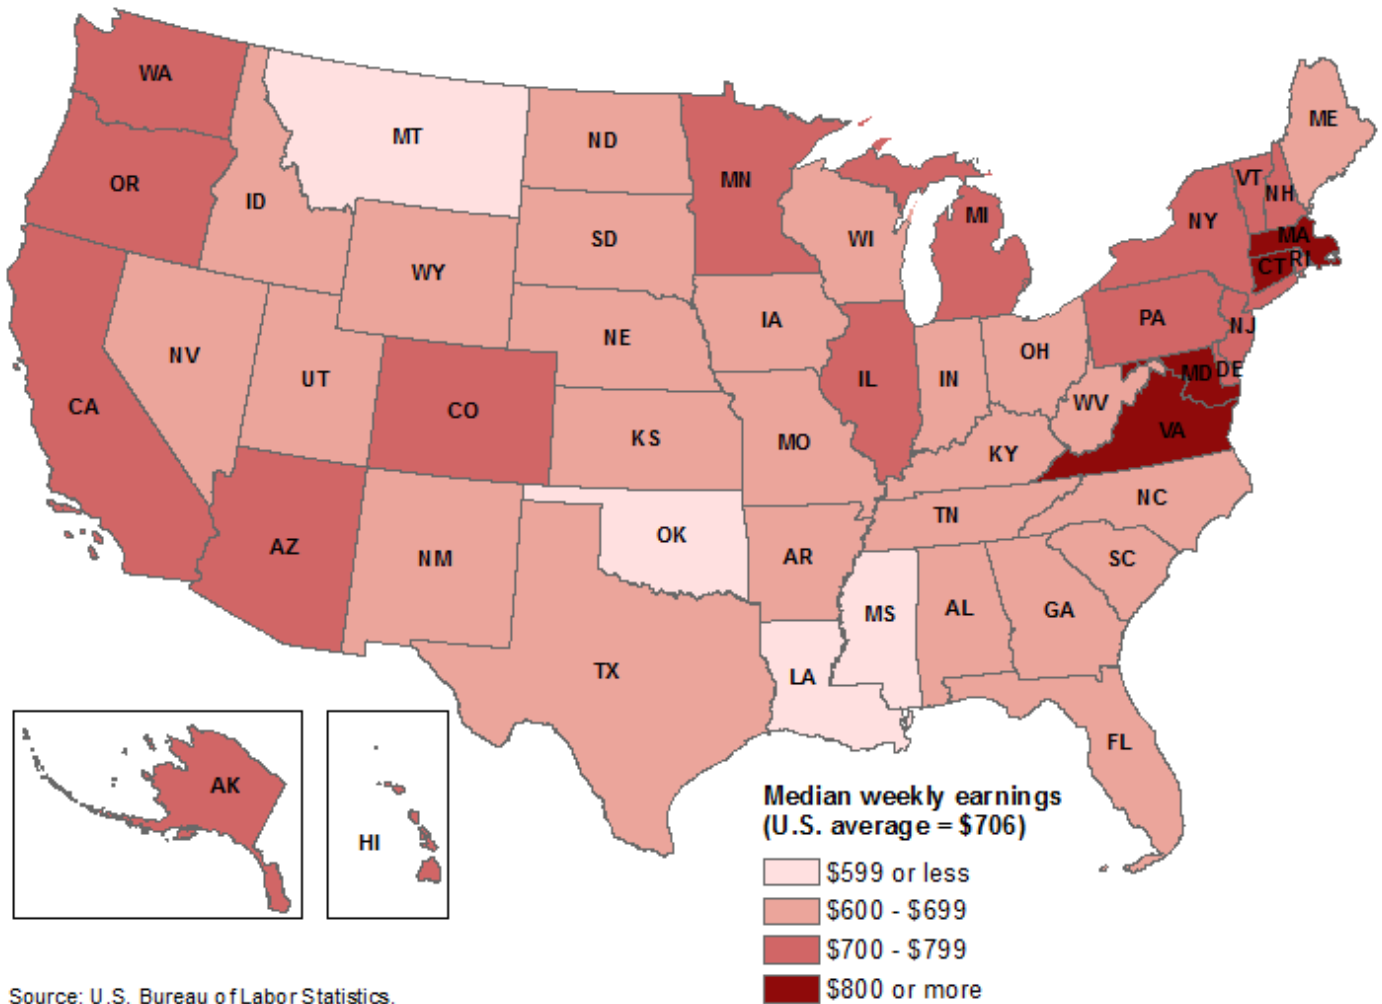 WA
MT
ND
ME
OR
ID
MN
VT
NH
MI
NY
SD
WI
MA
WY
CT
RI
IA
PA
NJ
NE
NV
OH
UT
IL
IN
MD
DE
CA
CO
WV
KS
MO
VA
KY
NC
TN
OK
AZ
NM
AR
SC
MS
AL
GA
TX
LA
FL
AK
HI
Median weekly earnings
(U.S. average = $706)
$599 or less
$600 - $699
$700 - $799
$800 or more
Source: U.S. Bureau of Labor Statistics.